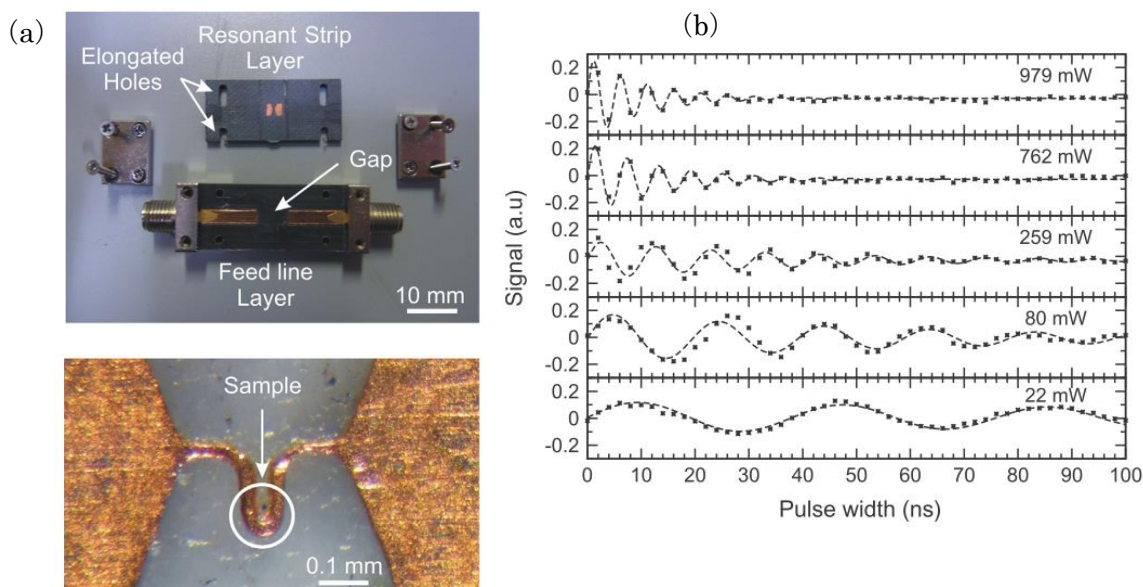 (a)
Elongated
Holes
Resonant Strip
Layer
Gap
Feed line
Layer
10 mm
Sample
0.1 mm
(b)
Signal (a.u)
0.2
0
-0.2
979 mW
0.2
0
-0.2
762 mW
0.2
0
-0.2
259 mW
0.2
0
-0.2
80 mW
0.2
0
-0.2
22 mW
0 10 20 30 40 50 60 70 80 90 100
Pulse width (ns)